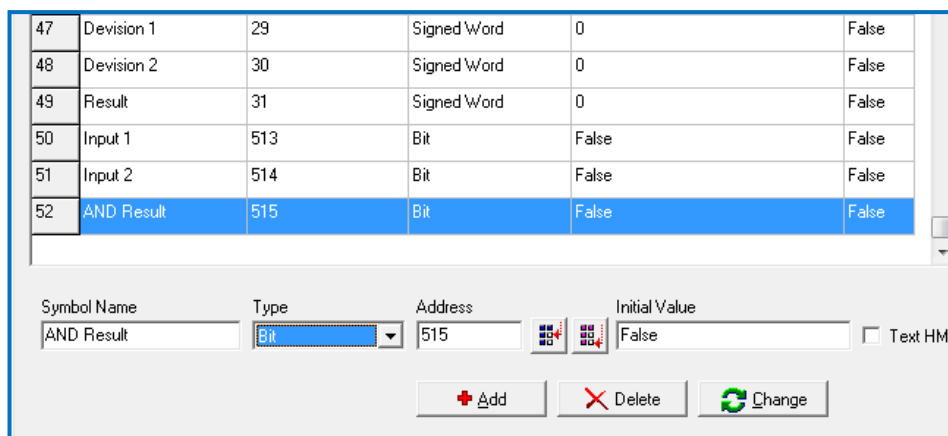 47 Devision 1 29 Signed Word 0 False
48 Devision 2 30 Signed Word 0 False
49 Result 31 Signed Word 0 False
50 Input 1 513 Bit False False
51 Input 2 514 Bit False False
52 AND Result 515 Bit False False
Symbol Name Type Address Initial Value
AND Result Bit 515 False Text HM
Add Delete Change